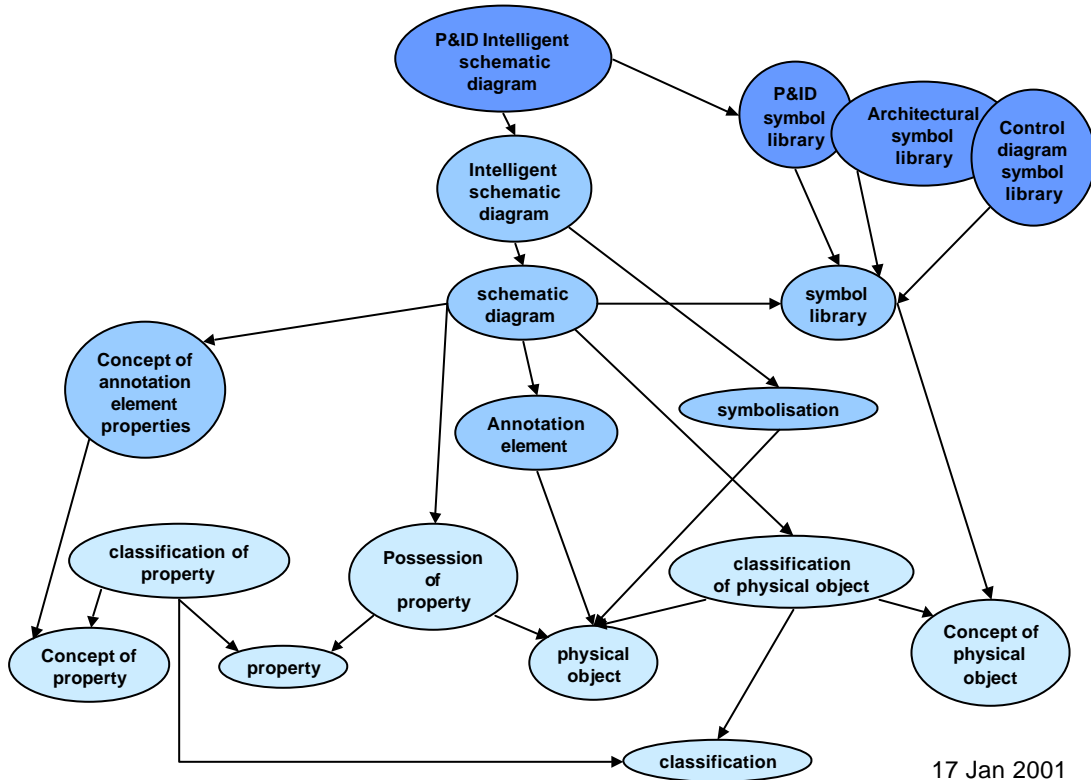 P&ID Intelligent
schematic
diagram
P&ID
symbol
library
Architectural
symbol
library
Control
diagram
symbol
library
Intelligent
schematic
diagram
schematic
diagram
symbol
library
Concept of
annotation
element
properties
Annotation
element
symbolisation
classification of
property
Possession
of
property
classification
of physical object
Concept of
property
property
physical
object
Concept of
physical
object
classification
17 Jan 2001